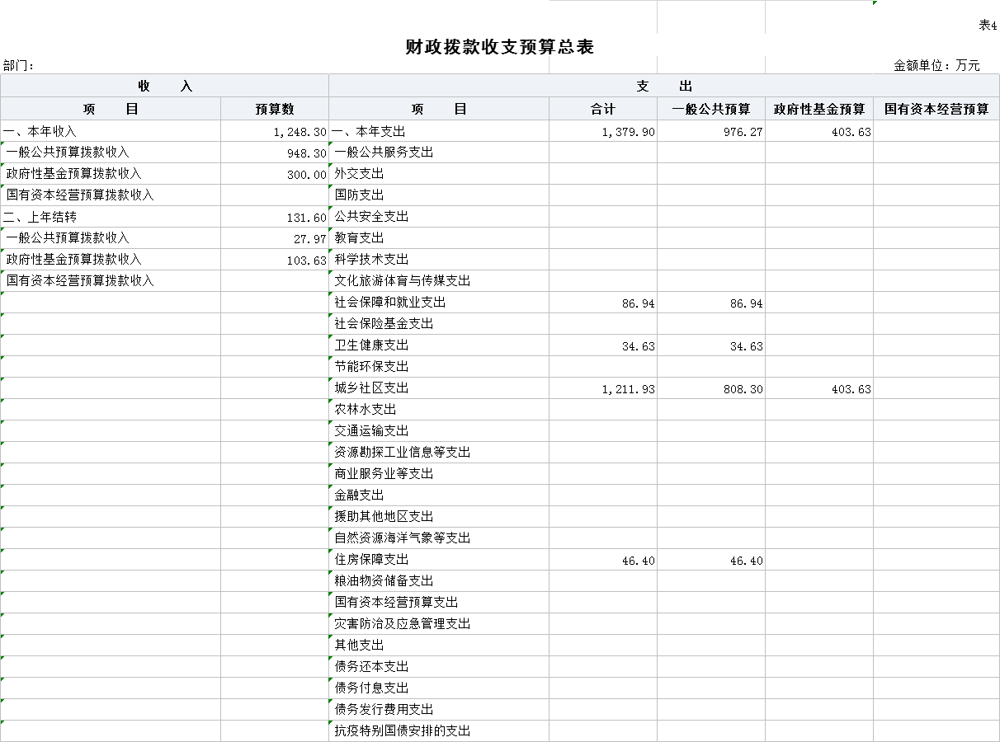 表4
财政拨款收支预算总表
部门： 金额单位：万元
收 入 支 出
项 目 预算数 项 目 合计 一般公共预算 政府性基金预算 国有资本经营预算
一、本年收入 1,248.30 一、本年支出 1,379.90 976.27 403.63
一般公共预算拨款收入 948.30 一般公共服务支出
政府性基金预算拨款收入 300.00 外交支出
国有资本经营预算拨款收入 国防支出
二、上年结转 131.60 公共安全支出
一般公共预算拨款收入 27.97 教育支出
政府性基金预算拨款收入 103.63 科学技术支出
国有资本经营预算拨款收入 文化旅游体育与传媒支出
社会保障和就业支出 86.94 86.94
社会保险基金支出
卫生健康支出 34.63 34.63
节能环保支出
城乡社区支出 1,211.93 808.30 403.63
农林水支出
交通运输支出
资源勘探工业信息等支出
商业服务业等支出
金融支出
援助其他地区支出
自然资源海洋气象等支出
住房保障支出 46.40 46.40
粮油物资储备支出
国有资本经营预算支出
灾害防治及应急管理支出
其他支出
债务还本支出
债务付息支出
债务发行费用支出
抗疫特别国债安排的支出